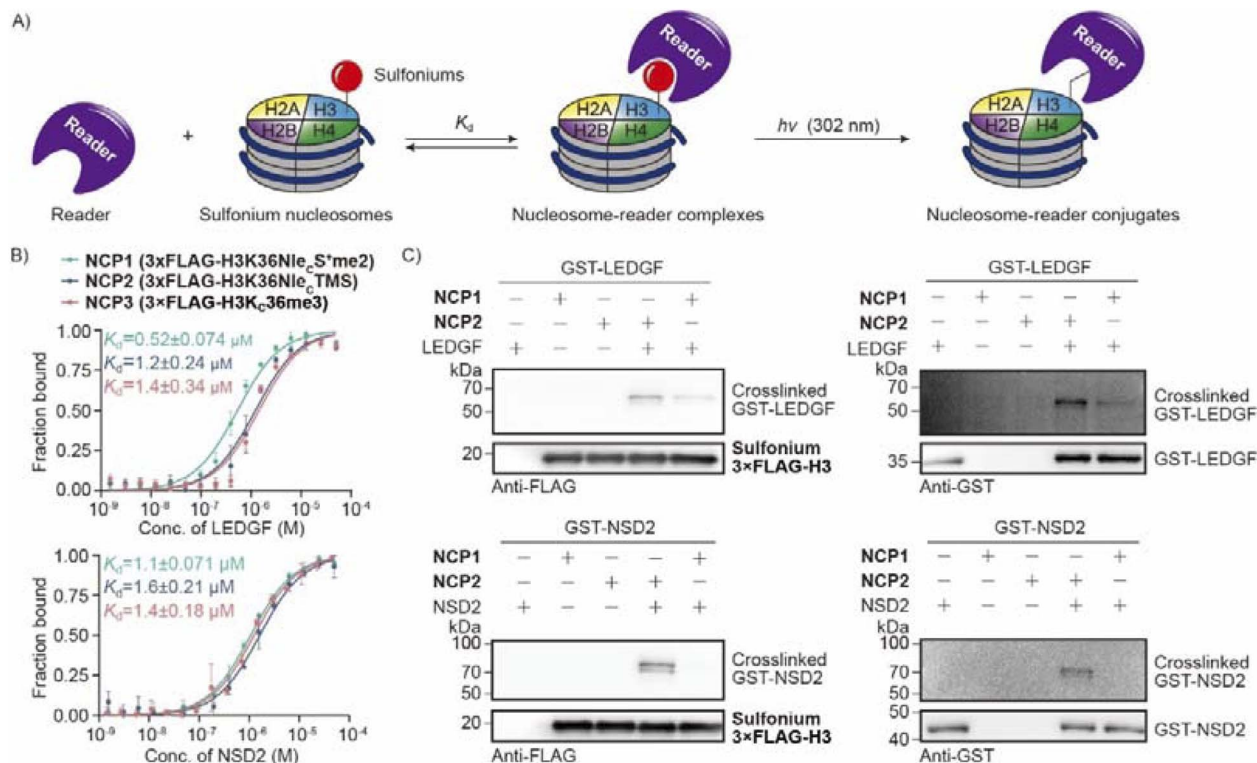 A)
Reader
Reader
+
H2A H3
H2B H4
Sulfoniums
Sulfonium nucleosomes
Kd
Reader
H2A H3
H2B H4
Nucleosome-reader complexes
hv (302 nm)
Reader
H2A H3
H2B H4
Nucleosome-reader conjugates
B)
NCP1 (3xFLAG-H3K36NlecS+me2)
NCP2 (3xFLAG-H3K36NlecTMS)
NCP3 (3×FLAG-H3Kc36me3)
Fraction bound
1.00
0.75
0.50
0.25
0.00
Kd=0.52±0.074 µM
Kd=1.2±0.24 µM
Kd=1.4±0.34 µM
10-9 10-8 10-7 10-6 10-5 10-4
Conc. of LEDGF (M)
Fraction bound
1.00
0.75
0.50
0.25
0.00
Kd=1.1±0.071 µM
Kd=1.6±0.21 µM
Kd=1.4±0.18 µM
10-9 10-8 10-7 10-6 10-5 10-4
Conc. of NSD2 (M)
C)
GST-LEDGF
NCP1 – + – – +
NCP2 – – + + –
LEDGF + – – + +
kDa
70
50
Crosslinked
GST-LEDGF
20
Sulfonium
3×FLAG-H3
Anti-FLAG
GST-LEDGF
NCP1 – + – – +
NCP2 – – + + –
LEDGF + – – + +
kDa
70
50
Crosslinked
GST-LEDGF
35
GST-LEDGF
Anti-GST
GST-NSD2
NCP1 – + – – +
NCP2 – – + + –
NSD2 + – – + +
kDa
100
70
50
Crosslinked
GST-NSD2
20
Sulfonium
3×FLAG-H3
Anti-FLAG
GST-NSD2
NCP1 – + – – +
NCP2 – – + + –
NSD2 + – – + +
kDa
100
70
50
Crosslinked
GST-NSD2
50
40
GST-NSD2
Anti-GST